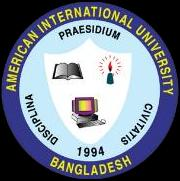 AMERICAN INTERNATIONAL UNIVERSITY
PRAESIDIUM
DISCIPLINA
CIVITATIS
1994
BANGLADESH